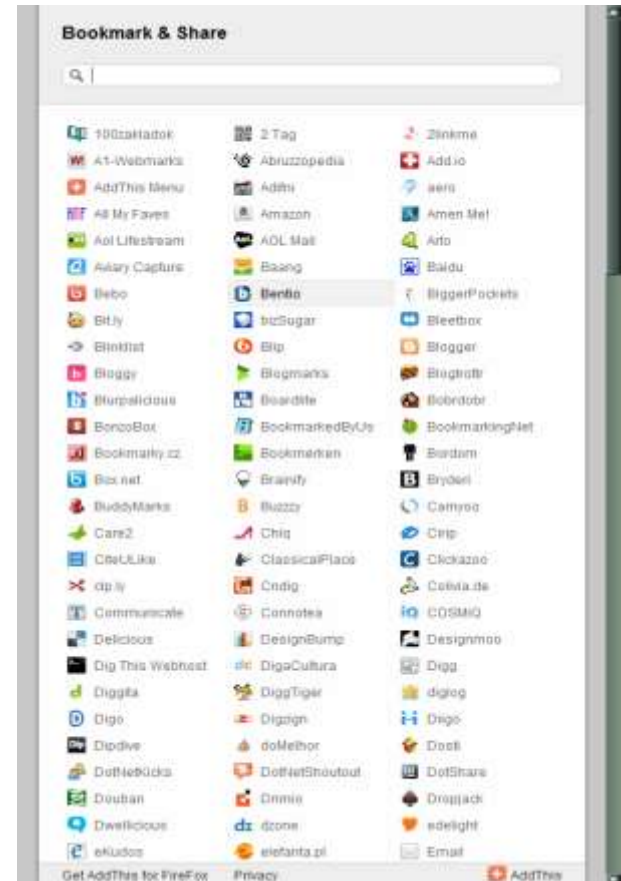 Bookmark & Share
100zakladok 2 Tag 2linkme
A1-Webmarks Abruzzopedia Add.io
AddThis Menu Adifni aero
All My Faves Amazon Amen Me!
Aol Lifestream AOL Mail Arto
Aviary Capture Baang Baidu
Bebo Bentio BiggerPockets
Bit.ly bizSugar Bleetbox
Blinklist Blip Blogger
Bloggy Blogmarks Blogtrottr
Blurpalicious Boardlite Bobrdobr
BonzoBox BookmarkedByUs BookmarkingNet
Bookmarky.cz Bookmerken Bordom
Box.net Brainify Bryderi
BuddyMarks Buzzzy Camyoo
Care2 Chiq Cirip
CiteULike ClassicalPlace Clickazoo
clp.ly Cndig Colivia.de
Communicate Connotea COSMiQ
Delicious DesignBump Designmoo
Dig This Webhost DigaCultura Digg
Diggita DiggTiger diglog
Digo Digzign Diigo
Dipdive doMelhor Dosti
DotNetKicks DotNetShoutout DotShare
Douban Drimio Dropjack
Dwellicious dzone edelight
eKudos elefanta.pl Email
Get AddThis for FireFox Privacy AddThis